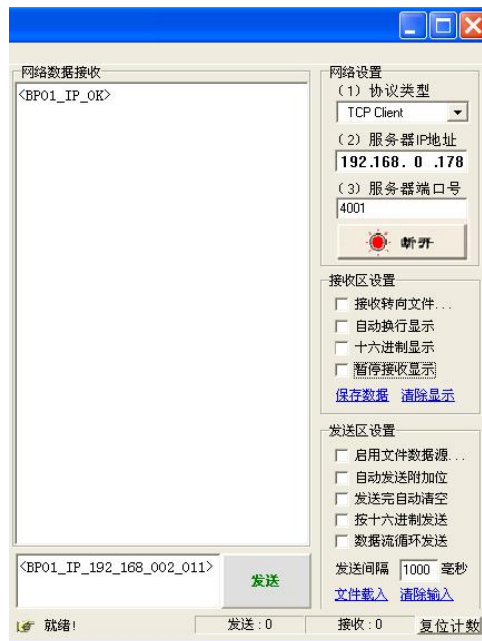 网络数据接收
<BP01_IP_OK>
网络设置
(1) 协议类型
TCP Client
(2) 服务器IP地址
192.168. 0 .178
(3) 服务器端口号
4001
断开
接收区设置
接收转向文件...
自动换行显示
十六进制显示
暂停接收显示
保存数据 清除显示
发送区设置
启用文件数据源...
自动发送附加位
发送完自动清空
按十六进制发送
数据流循环发送
发送间隔 1000 毫秒
文件载入 清除输入
<BP01_IP_192_168_002_011>
发送
就绪!
发送:0
接收:0
复位计数